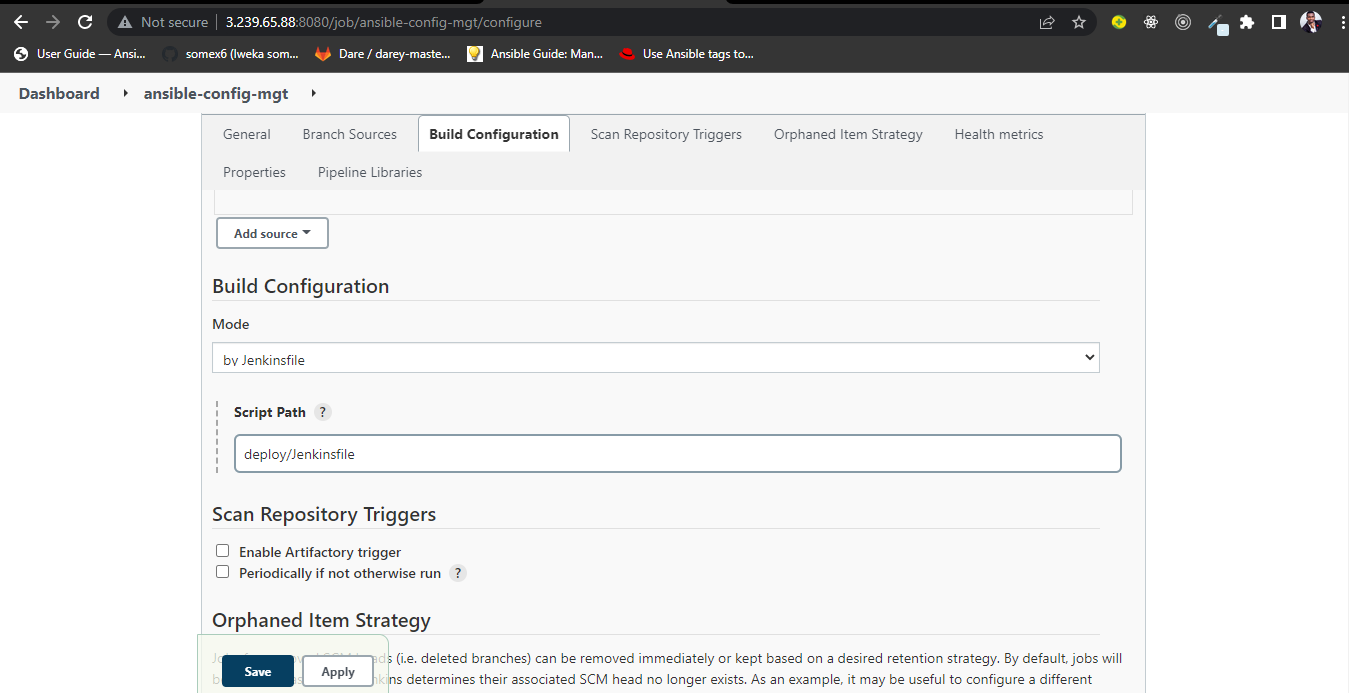 Not secure | 3.239.65.88:8080/job/ansible-config-mgt/configure
User Guide — Ansi... somex6 (Iweka som... Dare / darey-maste... Ansible Guide: Man... Use Ansible tags to...
Dashboard ansible-config-mgt
General Branch Sources Build Configuration Scan Repository Triggers Orphaned Item Strategy Health metrics
Properties Pipeline Libraries
Add source
Build Configuration
Mode
by Jenkinsfile
Script Path ?
deploy/Jenkinsfile
Scan Repository Triggers
Enable Artifactory trigger
Periodically if not otherwise run ?
Orphaned Item Strategy
(i.e. deleted branches) can be removed immediately or kept based on a desired retention strategy. By default, jobs will
Save Apply
determines their associated SCM head no longer exists. As an example, it may be useful to configure a different